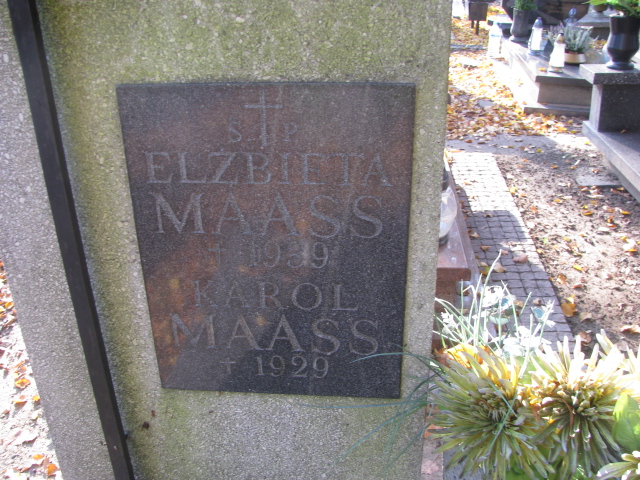 Ś † P
ELŻBIETA
MAASS
† 1939
KAROL
MAASS
† 1929